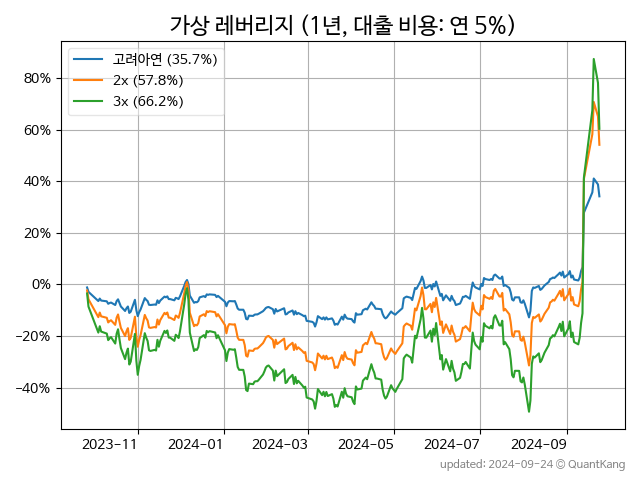 가상 레버리지 (1년, 대출 비용: 연 5%)
고려아연 (35.7%)
2x (57.8%)
3x (66.2%)
80%
60%
40%
20%
0%
−20%
−40%
2023-11 2024-01 2024-03 2024-05 2024-07 2024-09
updated: 2024-09-24 @ QuantKang